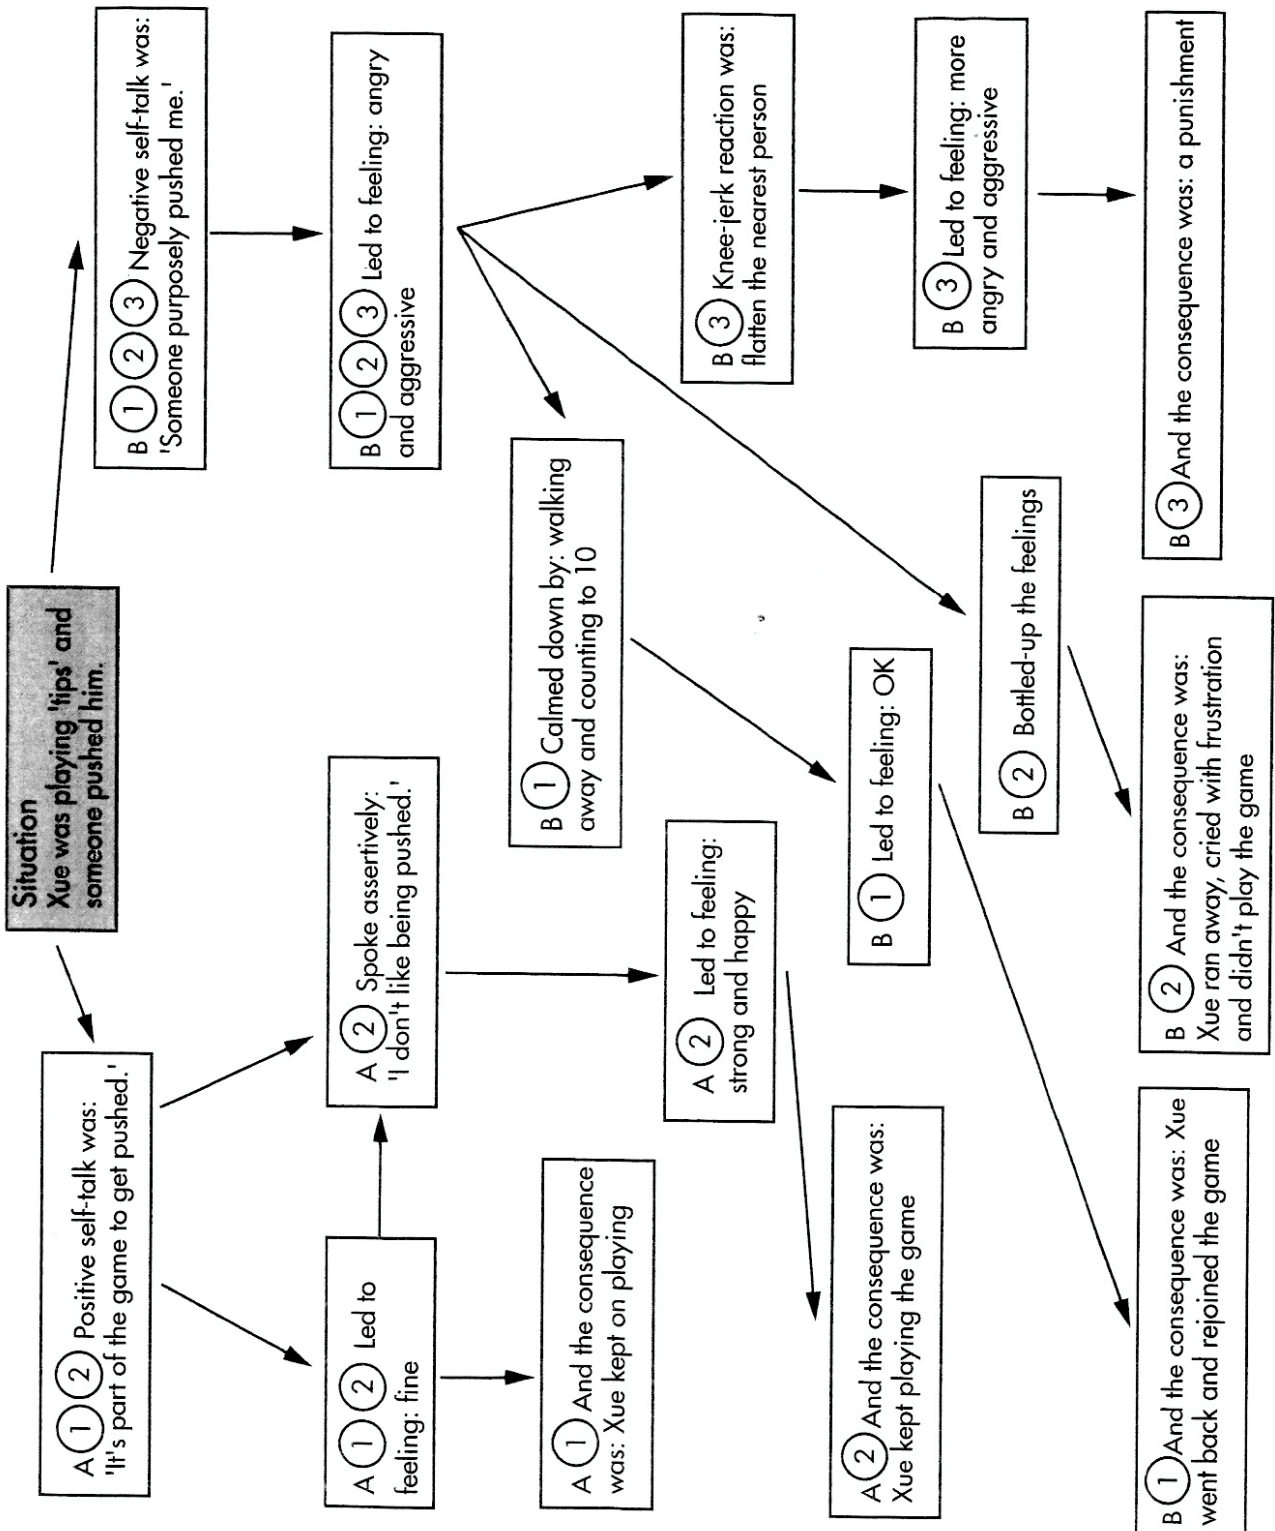 Situation
Xue was playing 'tips' and
someone pushed him.
A 1 2 Positive self-talk was:
'It's part of the game to get pushed.'
B 1 2 3 Negative self-talk was:
'Someone purposely pushed me.'
A 1 2 Led to
feeling: fine
A 2 Spoke assertively:
'I don't like being pushed.'
B 1 2 3 Led to feeling: angry
and aggressive
A 1 And the consequence
was: Xue kept on playing
B 1 Calmed down by: walking
away and counting to 10
A 2 Led to feeling:
strong and happy
B 3 Knee-jerk reaction was:
flatten the nearest person
A 2 And the consequence was:
Xue kept playing the game
B 1 Led to feeling: OK
B 3 Led to feeling: more
angry and aggressive
B 2 Bottled-up the feelings
B 1 And the consequence was: Xue
went back and rejoined the game
B 2 And the consequence was:
Xue ran away, cried with frustration
and didn't play the game
B 3 And the consequence was: a punishment